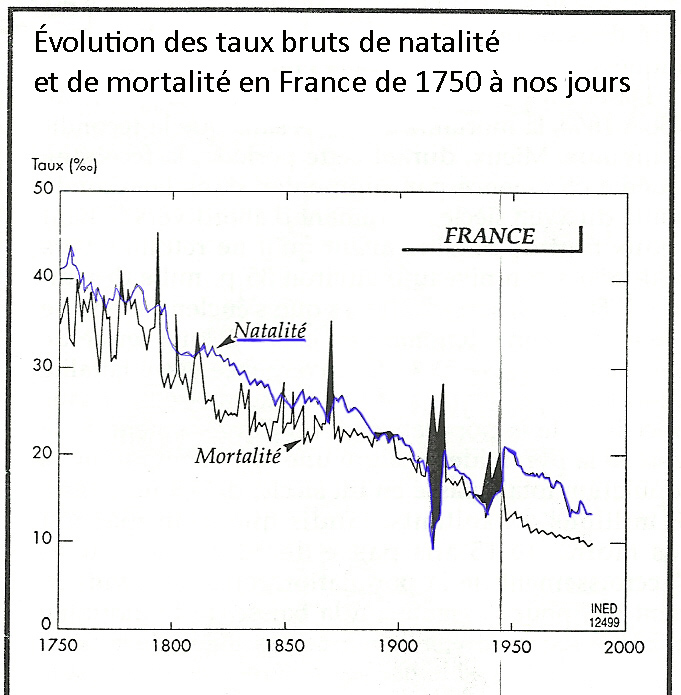 Évolution des taux bruts de natalité
et de mortalité en France de 1750 à nos jours
Taux (‰)
50
FRANCE
40
Natalité
30
Mortalité
20
10
INED
12499
0
1750 1800 1850 1900 1950 2000